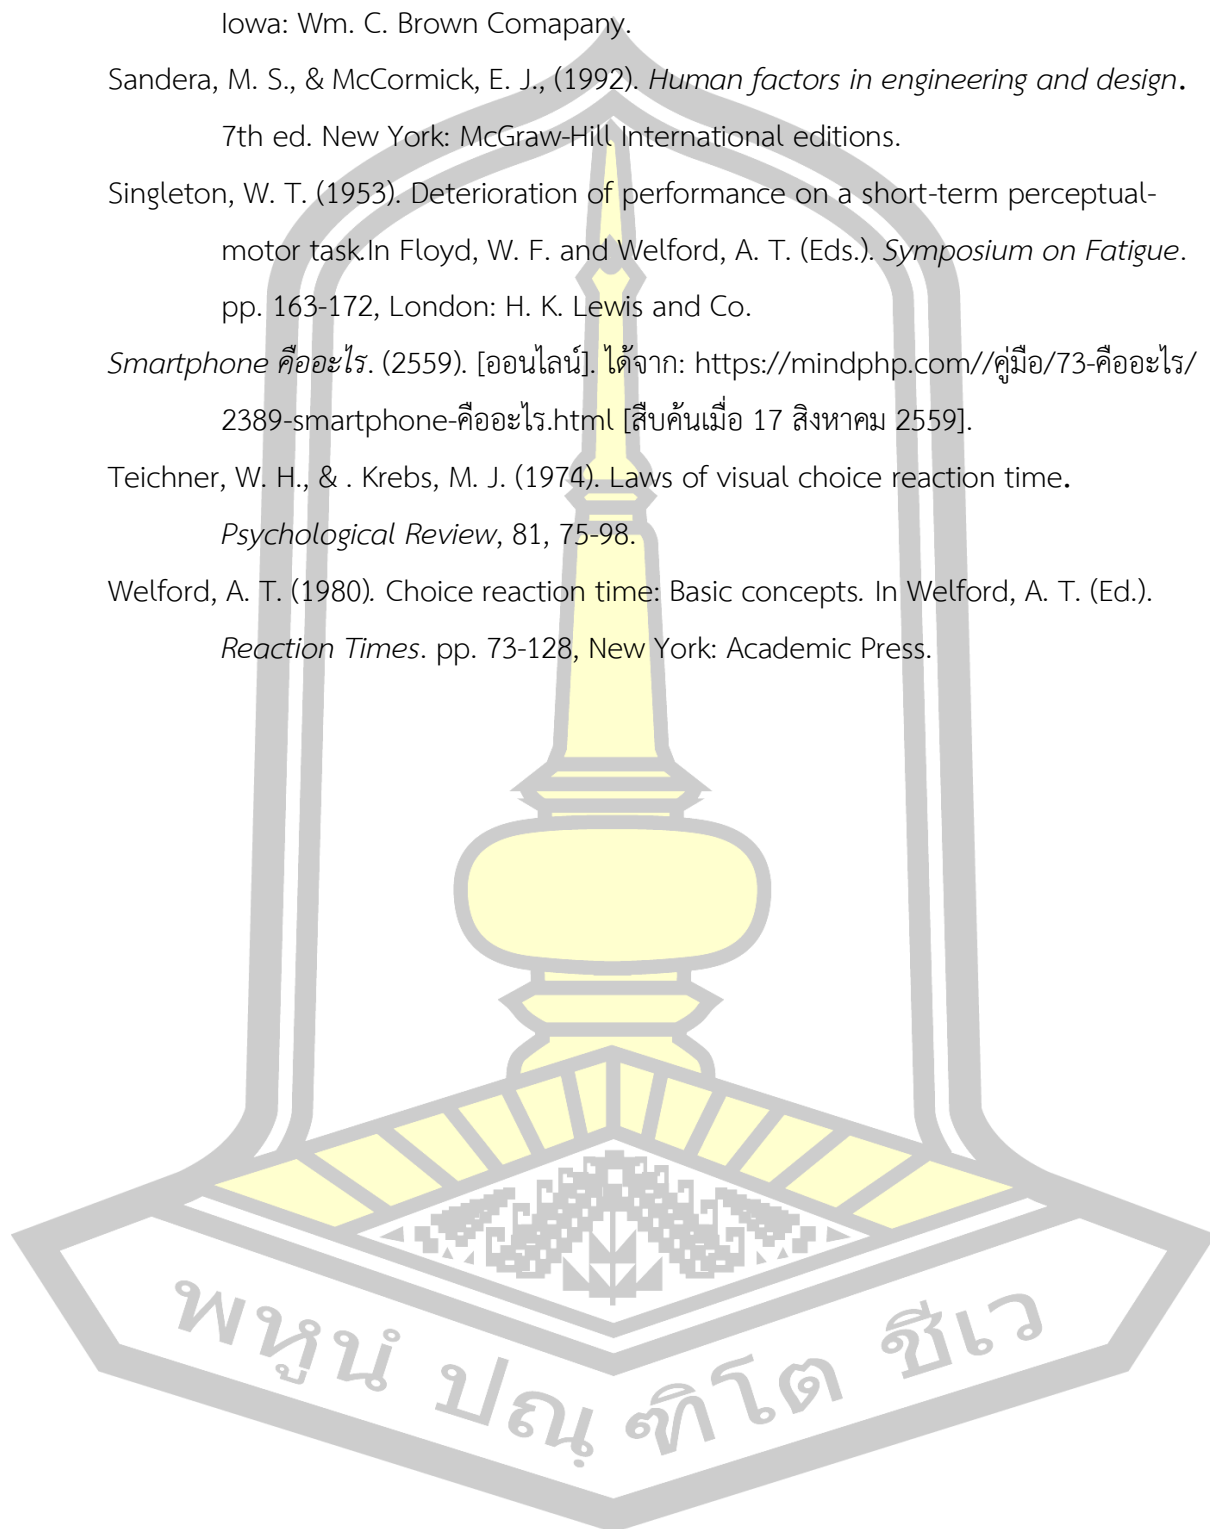 Iowa: Wm. C. Brown Comapany.
Sandera, M. S., & McCormick, E. J., (1992). Human factors in engineering and design.
7th ed. New York: McGraw-Hill International editions.
Singleton, W. T. (1953). Deterioration of performance on a short-term perceptual-
motor task.In Floyd, W. F. and Welford, A. T. (Eds.). Symposium on Fatigue.
pp. 163-172, London: H. K. Lewis and Co.
Smartphone คืออะไร. (2559). [ออนไลน์]. ได้จาก: https://mindphp.com//คู่มือ/73-คืออะไร/
2389-smartphone-คืออะไร.html [สืบค้นเมื่อ 17 สิงหาคม 2559].
Teichner, W. H., & . Krebs, M. J. (1974). Laws of visual choice reaction time.
Psychological Review, 81, 75-98.
Welford, A. T. (1980). Choice reaction time: Basic concepts. In Welford, A. T. (Ed.).
Reaction Times. pp. 73-128, New York: Academic Press.
พหูนํ ปณฺฑิโต ชีเว